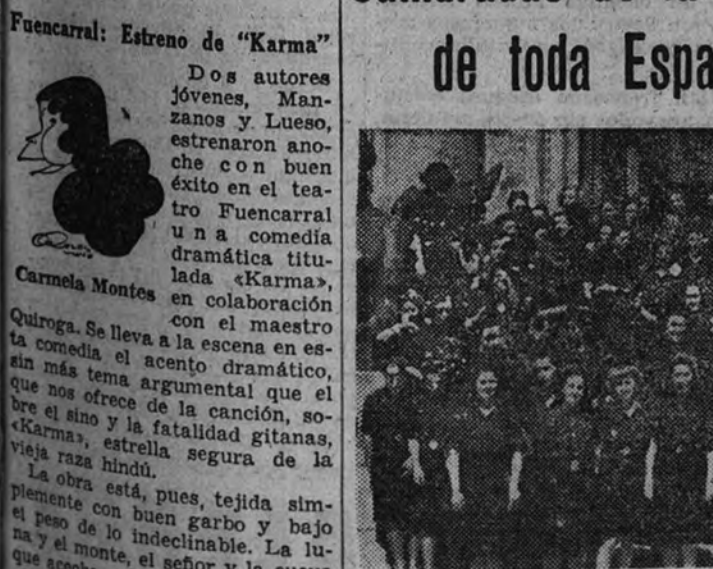 Fuencarral: Estreno de "Karma"
Dos autores
jóvenes, Man-
zanos y Lueso,
estrenaron ano-
che con buen
éxito en el tea-
tro Fuencarral
una comedia
dramática titu-
lada «Karma»,
en colaboración
con el maestro
Carmela Montes
Quiroga. Se lleva a la escena en es-
ta comedia el acento dramático,
sin más tema argumental que el
que nos ofrece de la canción, so-
bre el sino y la fatalidad gitanas,
«Karma», estrella segura de la
vieja raza hindú.
La obra está, pues, tejida sim-
plemente con buen garbo y bajo
el peso de lo indeclinable. La lu-
na y el monte, el señor y la
que
de toda Espa